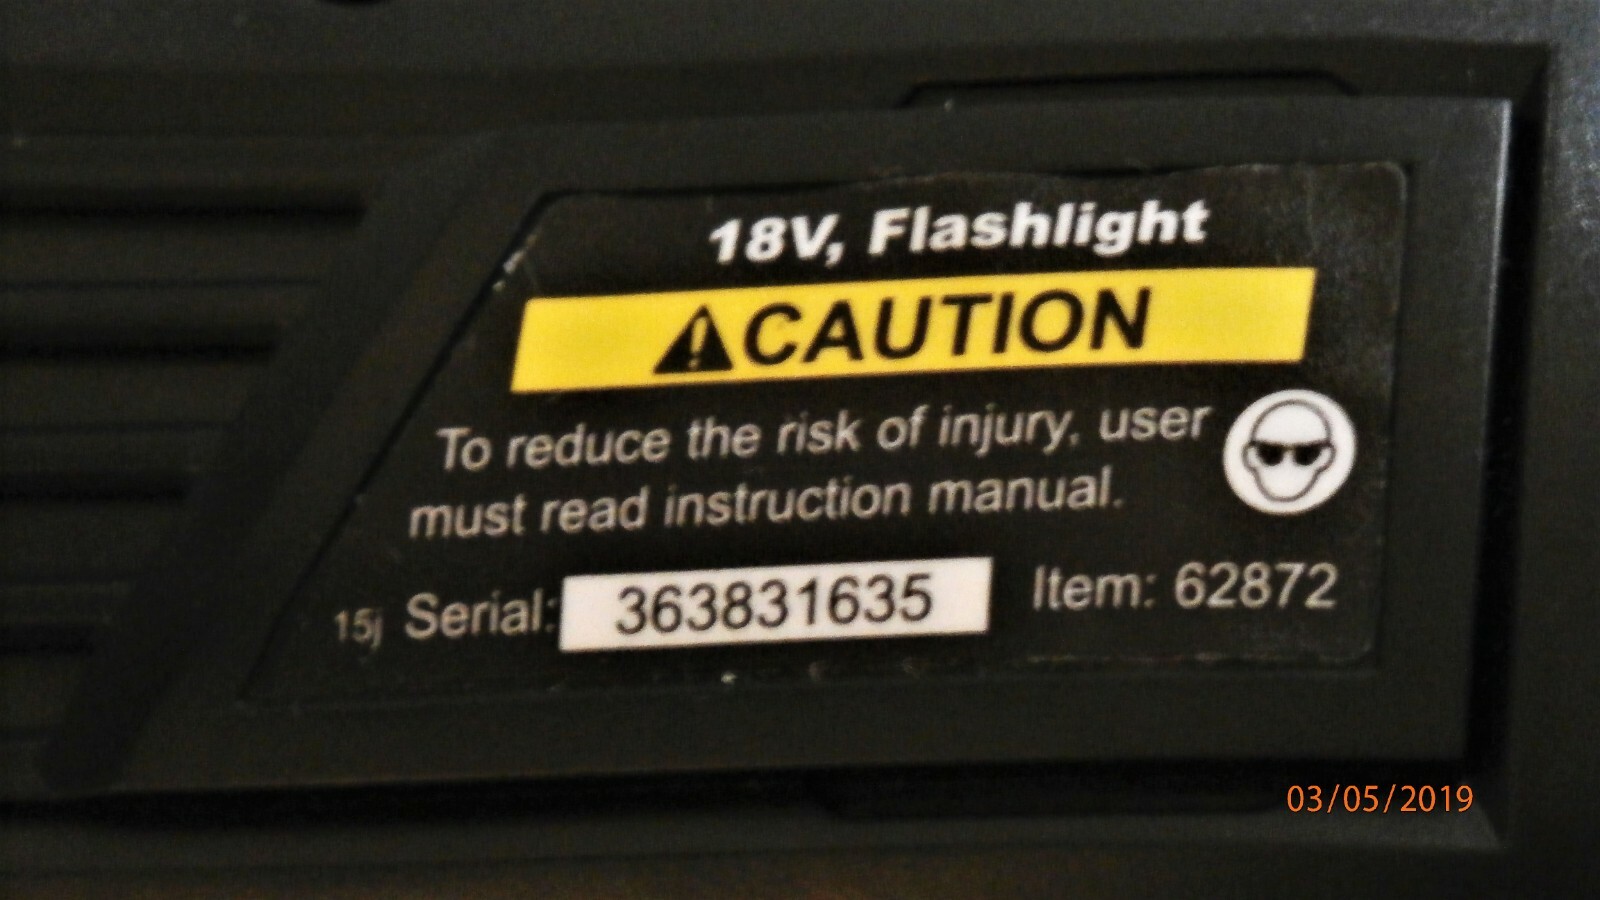 18V, Flashlight
CAUTION
To reduce the risk of injury, user
must read instruction manual.
15j Serial: 363831635 Item: 62872
03/05/2019